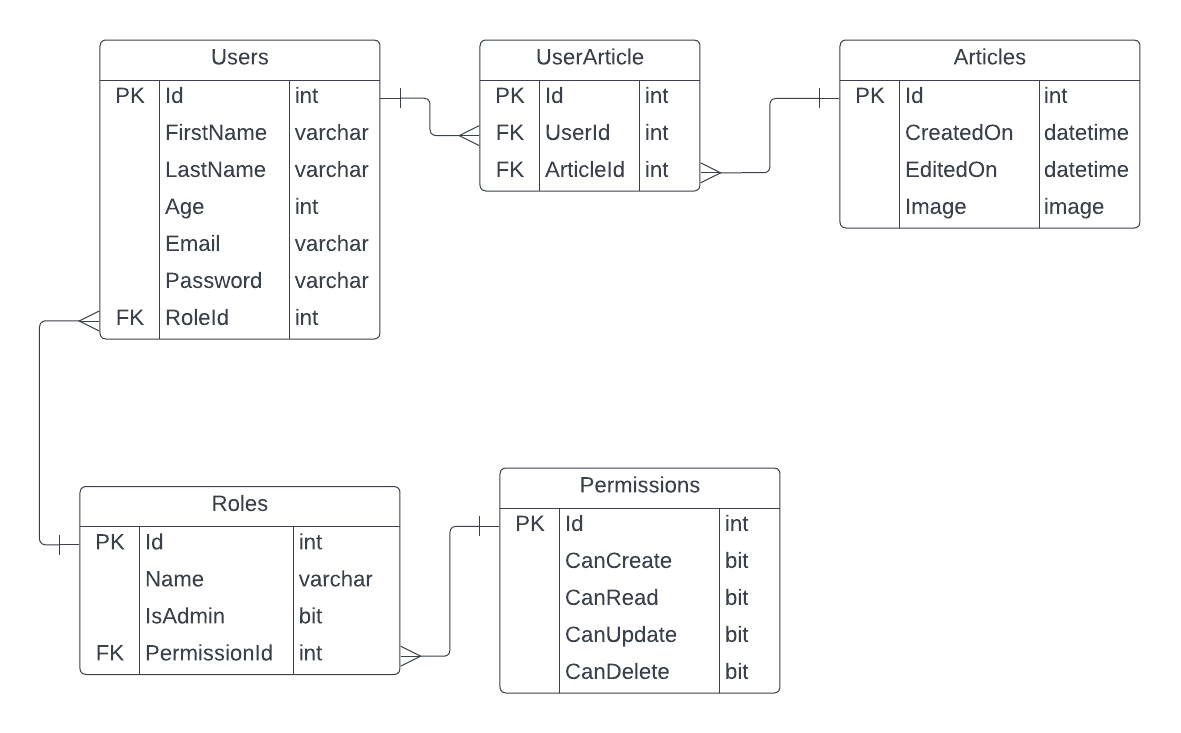 Users
PK Id int
FirstName varchar
LastName varchar
Age int
Email varchar
Password varchar
FK RoleId int
UserArticle
PK Id int
FK UserId int
FK ArticleId int
Articles
PK Id int
CreatedOn datetime
EditedOn datetime
Image image
Roles
PK Id int
Name varchar
IsAdmin bit
FK PermissionId int
Permissions
PK Id int
CanCreate bit
CanRead bit
CanUpdate bit
CanDelete bit